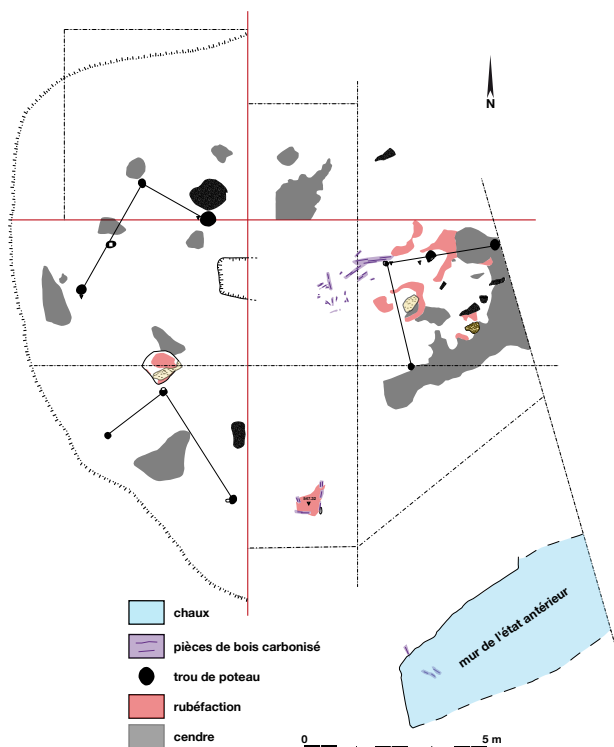 N
mur de l'état antérieur
chaux
pièces de bois carbonisé
trou de poteau
rubéfaction
cendre
0 5 m